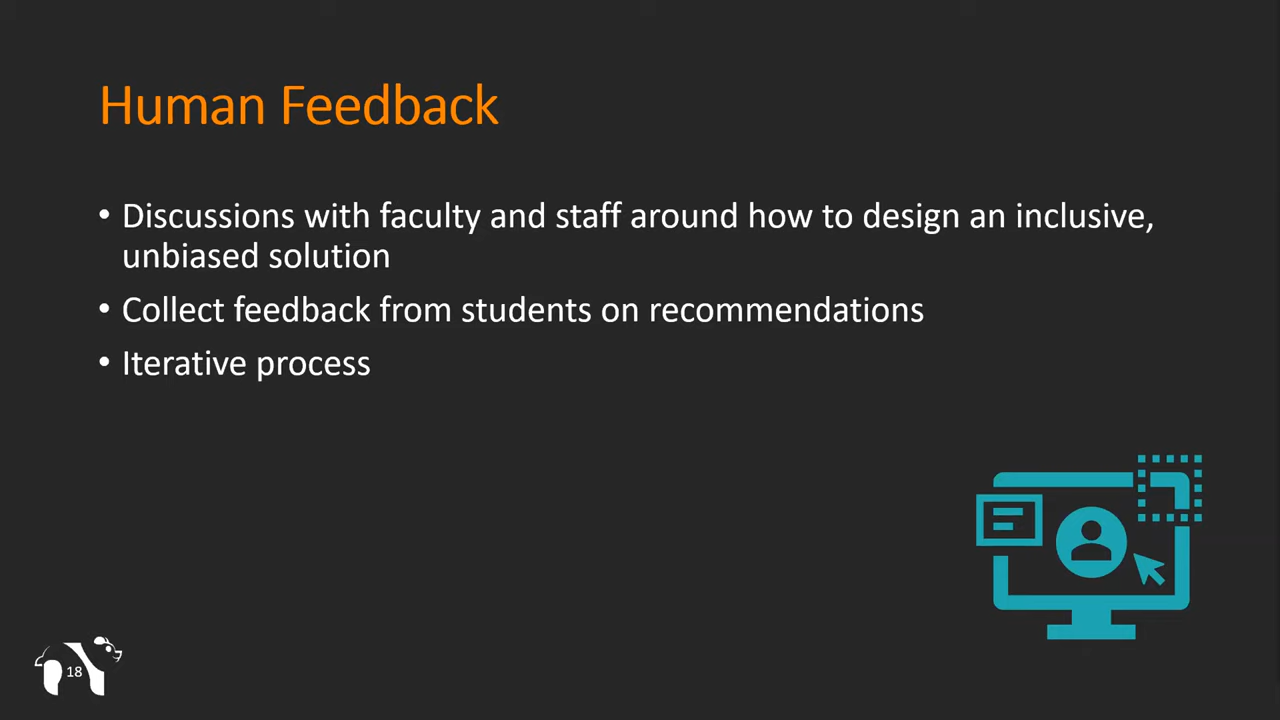 Human Feedback
• Discussions with faculty and staff around how to design an inclusive,
unbiased solution
• Collect feedback from students on recommendations
• Iterative process
18